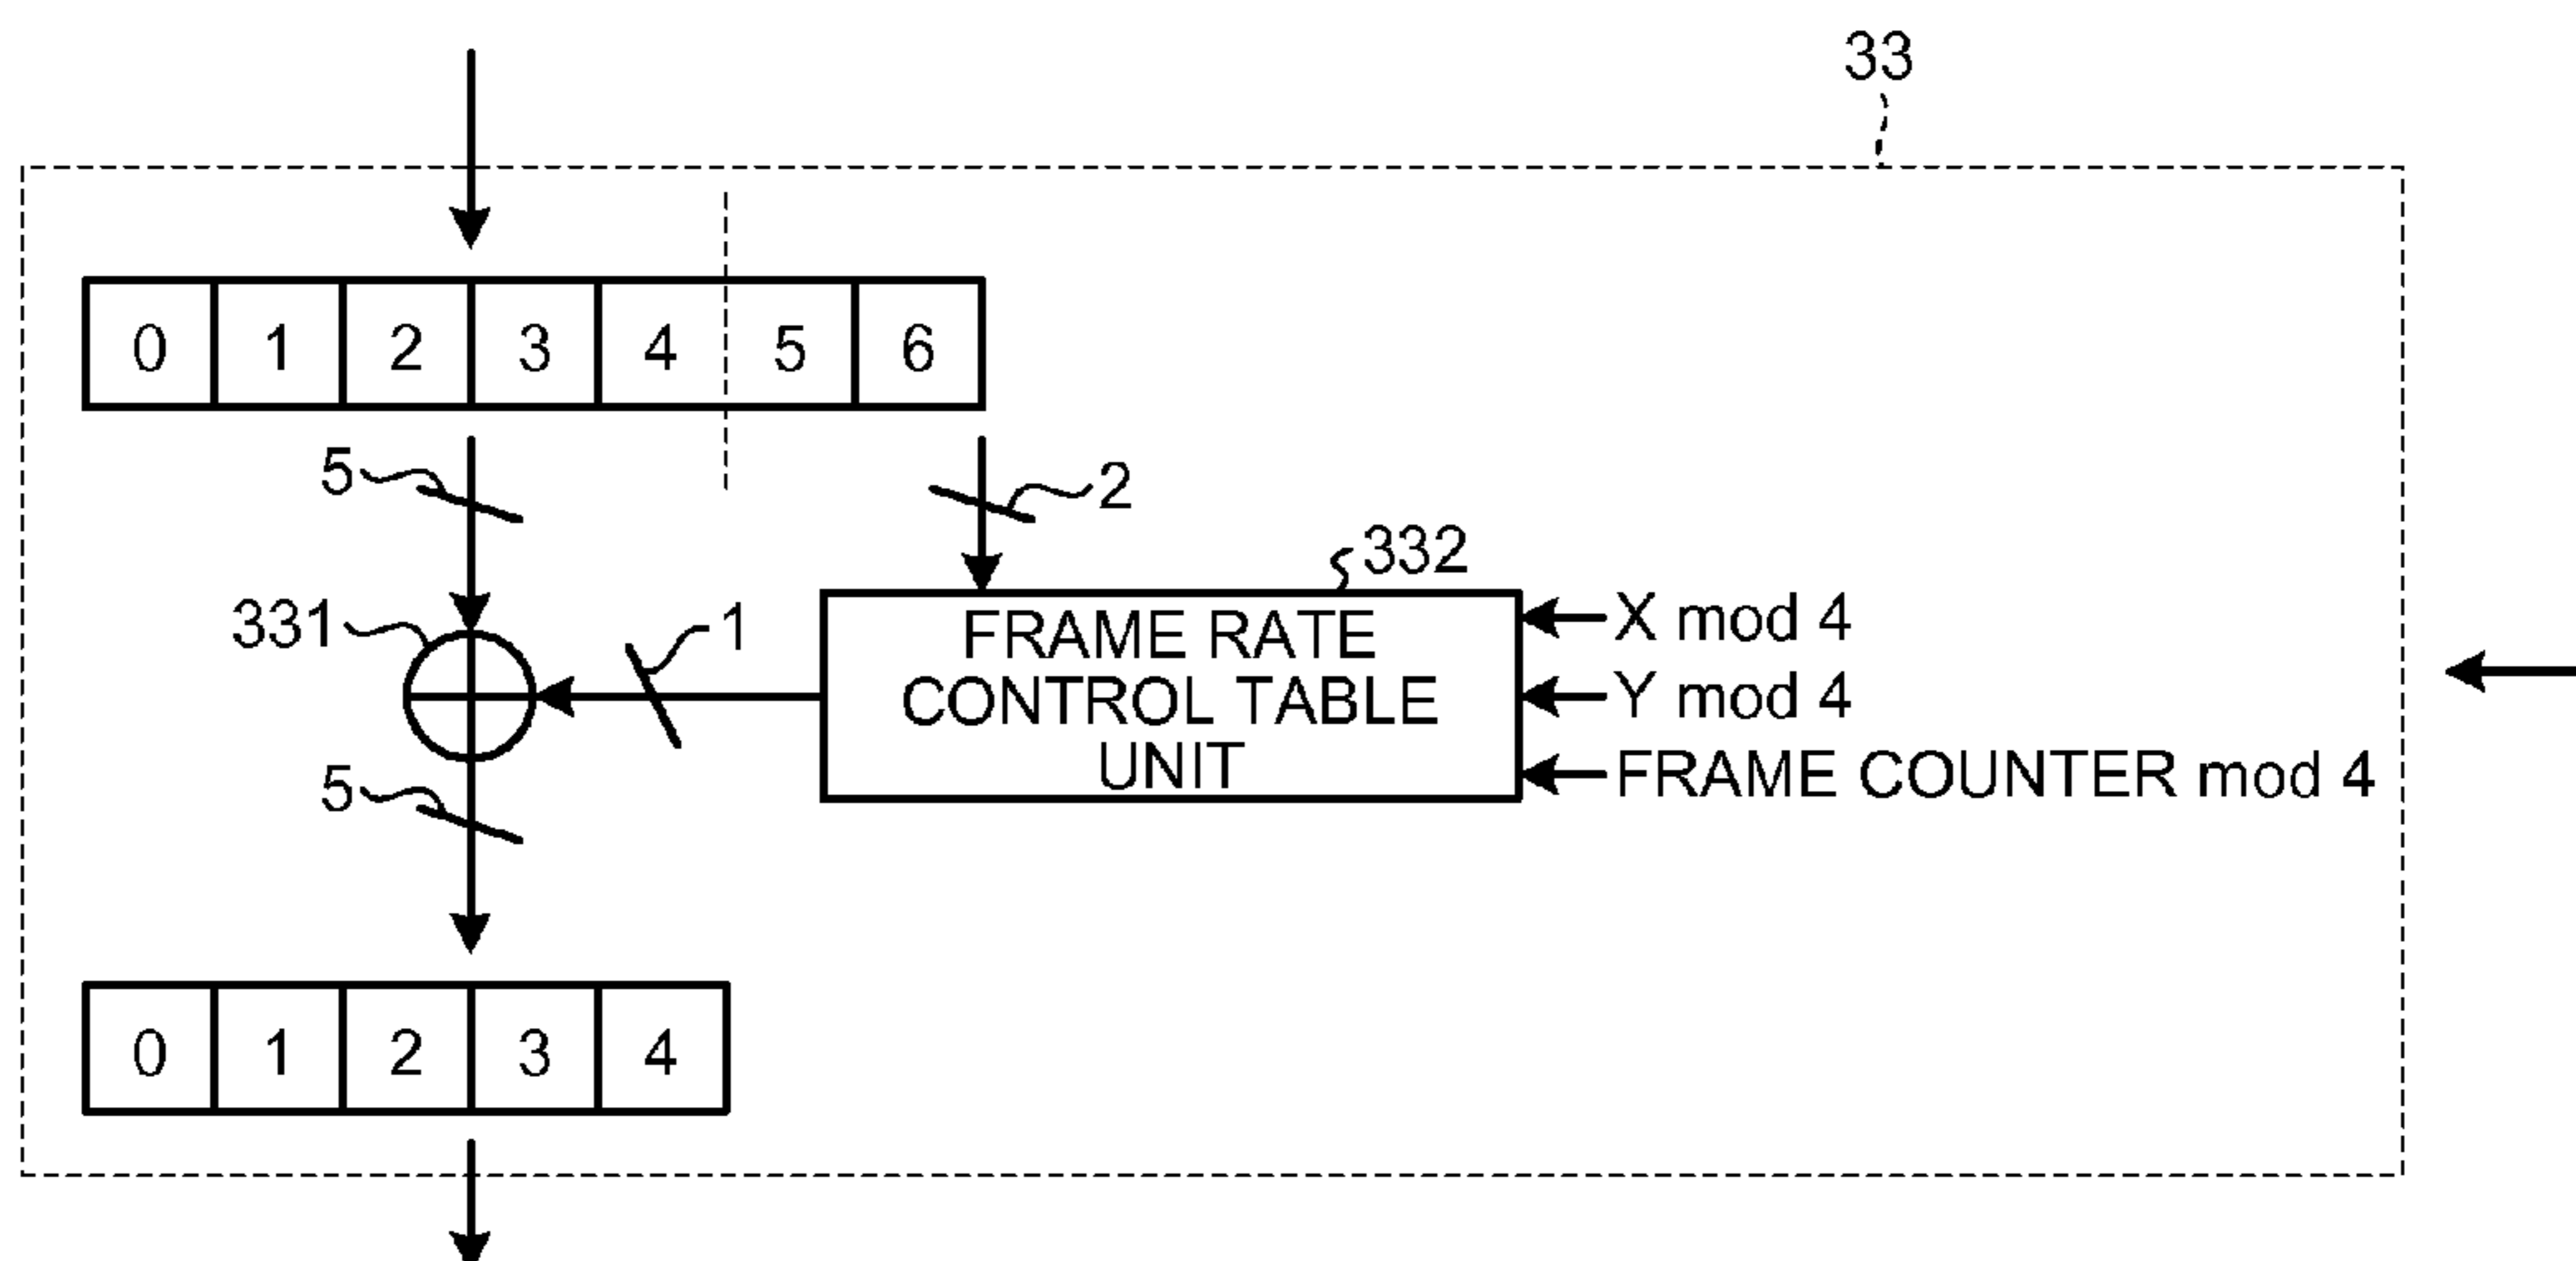 33
0 1 2 3 4 5 6
5
2
332
331
1
FRAME RATE
CONTROL TABLE
UNIT
X mod 4
Y mod 4
FRAME COUNTER mod 4
5
0 1 2 3 4